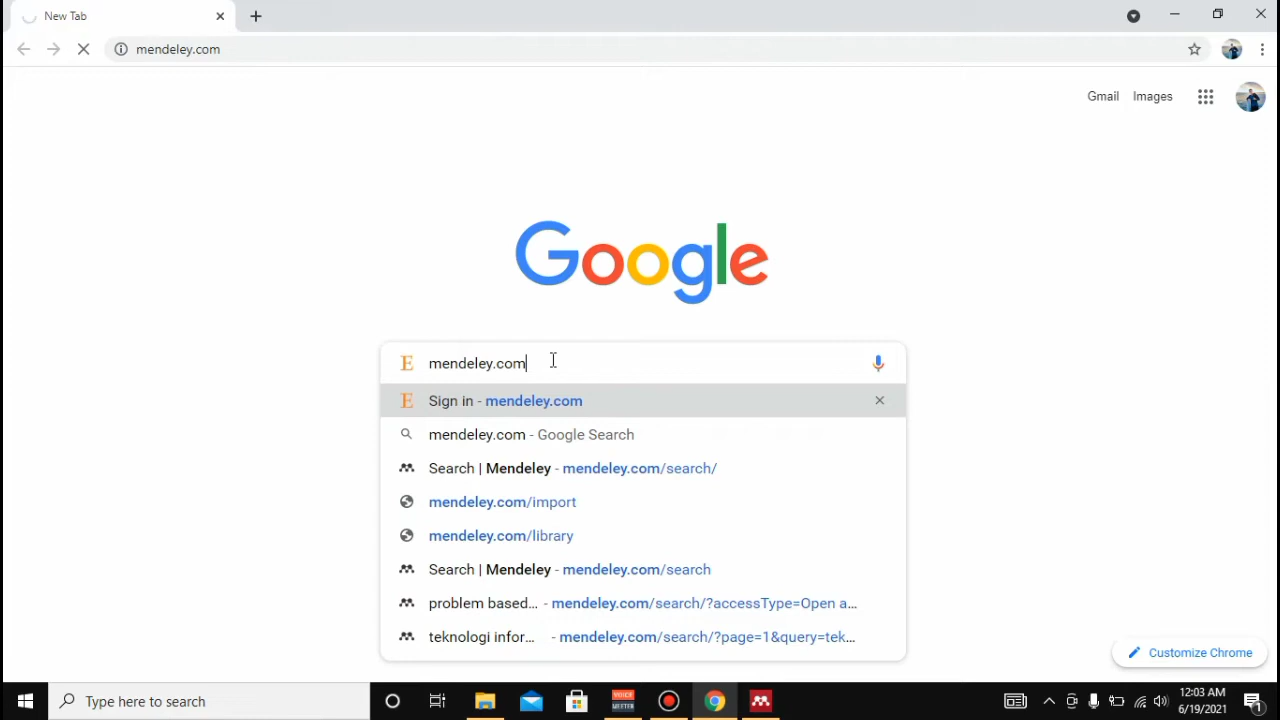 New Tab
mendeley.com
Gmail Images
Google
E mendeley.com
E Sign in - mendeley.com
mendeley.com - Google Search
Search | Mendeley - mendeley.com/search/
mendeley.com/import
mendeley.com/library
Search | Mendeley - mendeley.com/search
problem based... - mendeley.com/search/?accessType=Open a...
teknologi infor... - mendeley.com/search/?page=1&query=tek...
Customize Chrome
Type here to search
VOICE
MEETER
12:03 AM
6/19/2021
1